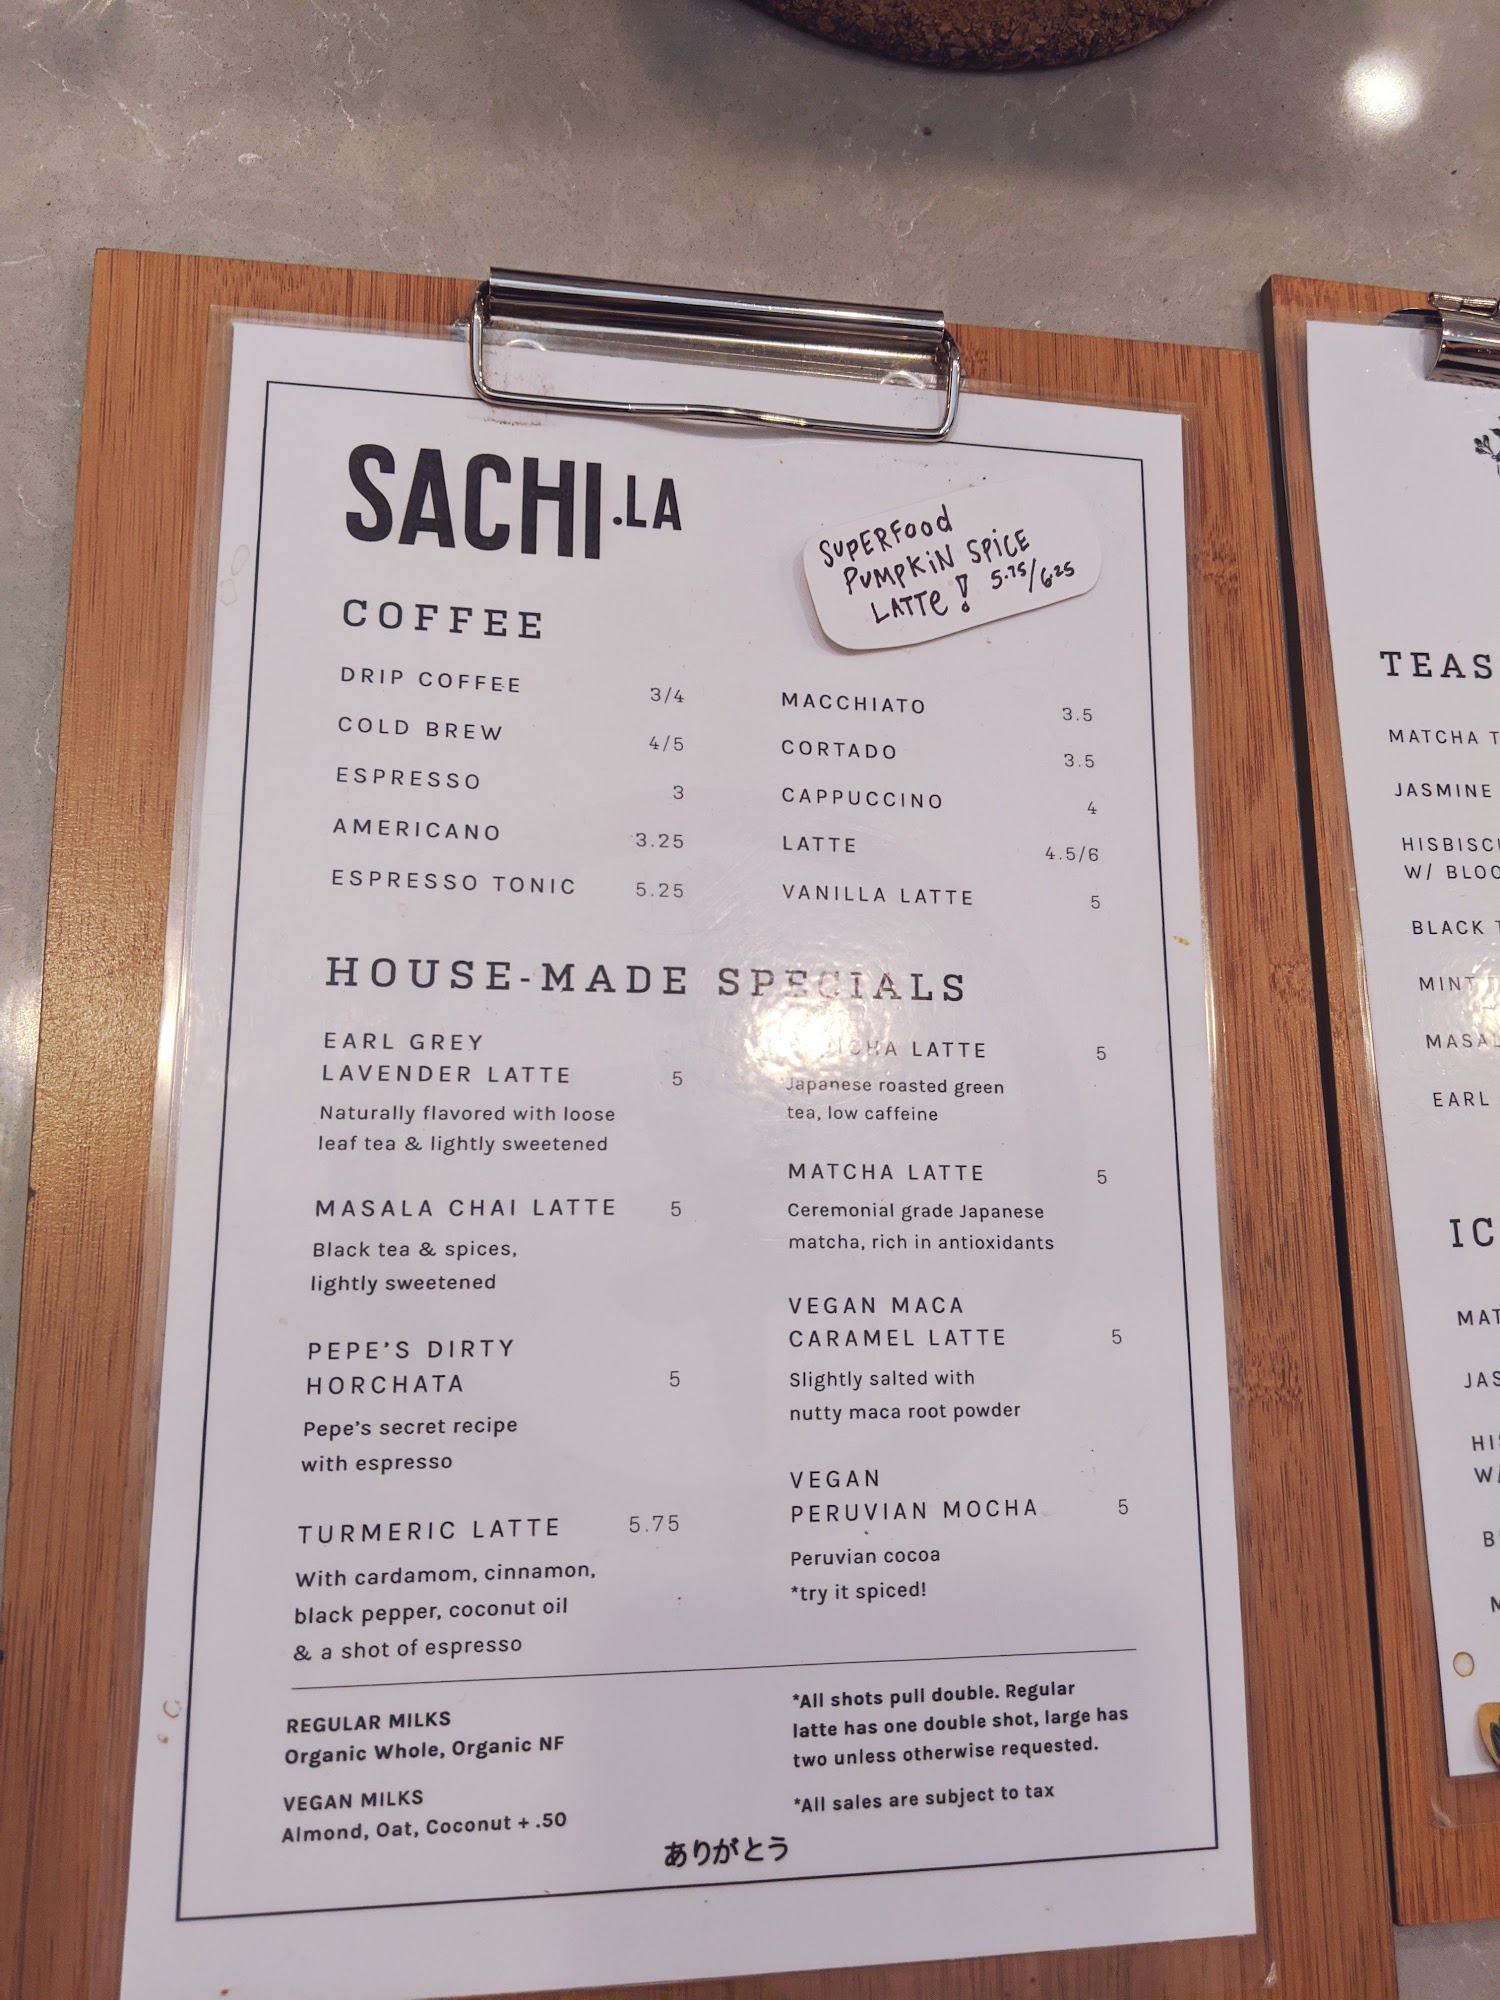 SACHI.LA
SUPERFOOD
PUMPKIN SPICE
LATTE! 5.75/6.25
COFFEE
DRIP COFFEE 3/4
COLD BREW 4/5
ESPRESSO 3
AMERICANO 3.25
ESPRESSO TONIC 5.25
MACCHIATO 3.5
CORTADO 3.5
CAPPUCCINO 4
LATTE 4.5/6
VANILLA LATTE 5
HOUSE-MADE SPECIALS
EARL GREY
LAVENDER LATTE 5
Naturally flavored with loose
leaf tea & lightly sweetened
MASALA CHAI LATTE 5
Black tea & spices,
lightly sweetened
PEPE'S DIRTY
HORCHATA 5
Pepe's secret recipe
with espresso
TURMERIC LATTE 5.75
With cardamom, cinnamon,
black pepper, coconut oil
& a shot of espresso
LATTE 5
Japanese roasted green
tea, low caffeine
MATCHA LATTE 5
Ceremonial grade Japanese
matcha, rich in antioxidants
VEGAN MACA
CARAMEL LATTE 5
Slightly salted with
nutty maca root powder
VEGAN
PERUVIAN MOCHA 5
Peruvian cocoa
*try it spiced!
REGULAR MILKS
Organic Whole, Organic NF
VEGAN MILKS
Almond, Oat, Coconut + .50
*All shots pull double. Regular
latte has one double shot, large has
two unless otherwise requested.
*All sales are subject to tax
ありがとう
TEAS
MATCHA
JASMINE
W/
BLACK
MINT
EARL